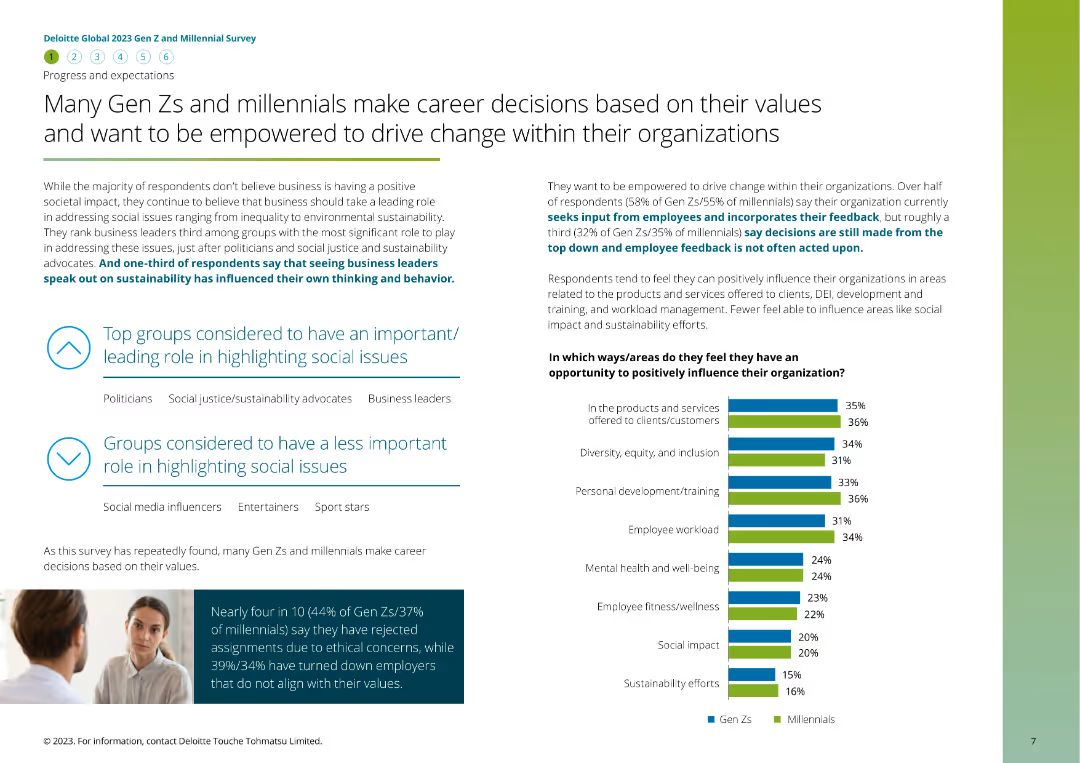 Deloitte Global 2023 Gen Z and Millennial Survey
1 2 3 4 5 6
Progress and expectations
Many Gen Zs and millennials make career decisions based on their values
and want to be empowered to drive change within their organizations
While the majority of respondents don't believe business is having a positive
societal impact, they continue to believe that business should take a leading role
in addressing social issues ranging from inequality to environmental sustainability.
They rank business leaders third among groups with the most significant role to play
in addressing these issues, just after politicians and social justice and sustainability
advocates. And one-third of respondents say that seeing business leaders
speak out on sustainability has influenced their own thinking and behavior.
Top groups considered to have an important/
leading role in highlighting social issues
Politicians Social justice/sustainability advocates Business leaders
Groups considered to have a less important
role in highlighting social issues
Social media influencers Entertainers Sport stars
As this survey has repeatedly found, many Gen Zs and millennials make career
decisions based on their values.
Nearly four in 10 (44% of Gen Zs/37%
of millennials) say they have rejected
assignments due to ethical concerns, while
39%/34% have turned down employers
that do not align with their values.
They want to be empowered to drive change within their organizations. Over half
of respondents (58% of Gen Zs/55% of millennials) say their organization currently
seeks input from employees and incorporates their feedback, but roughly a
third (32% of Gen Zs/35% of millennials) say decisions are still made from the
top down and employee feedback is not often acted upon.
Respondents tend to feel they can positively influence their organizations in areas
related to the products and services offered to clients, DEI, development and
training, and workload management. Fewer feel able to influence areas like social
impact and sustainability efforts.
In which ways/areas do they feel they have an
opportunity to positively influence their organization?
In the products and services
offered to clients/customers
35%
36%
Diversity, equity, and inclusion
34%
31%
Personal development/training
33%
36%
Employee workload
31%
34%
Mental health and well-being
24%
24%
Employee fitness/wellness
23%
22%
Social impact
20%
20%
Sustainability efforts
15%
16%
Gen Zs Millennials
© 2023. For information, contact Deloitte Touche Tohmatsu Limited.
7